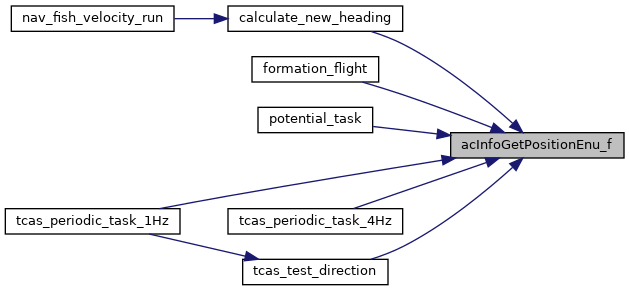 nav_fish_velocity_run
calculate_new_heading
formation_flight
potential_task
acInfoGetPositionEnu_f
tcas_periodic_task_1Hz
tcas_periodic_task_4Hz
tcas_test_direction